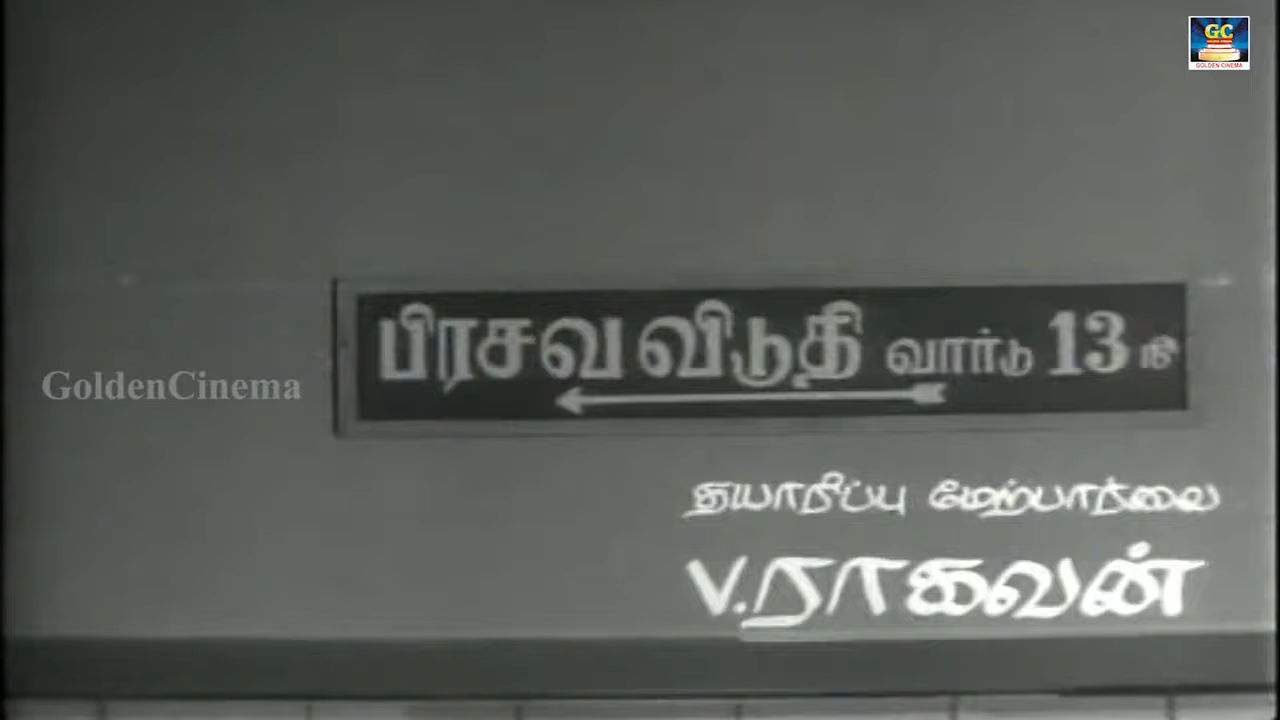 GC
GOLDEN CINEMA
பிரசவ விடுதி வார்டு 13
GoldenCinema
தயாரிப்பு மேற்பார்வை
V.ராகவன்